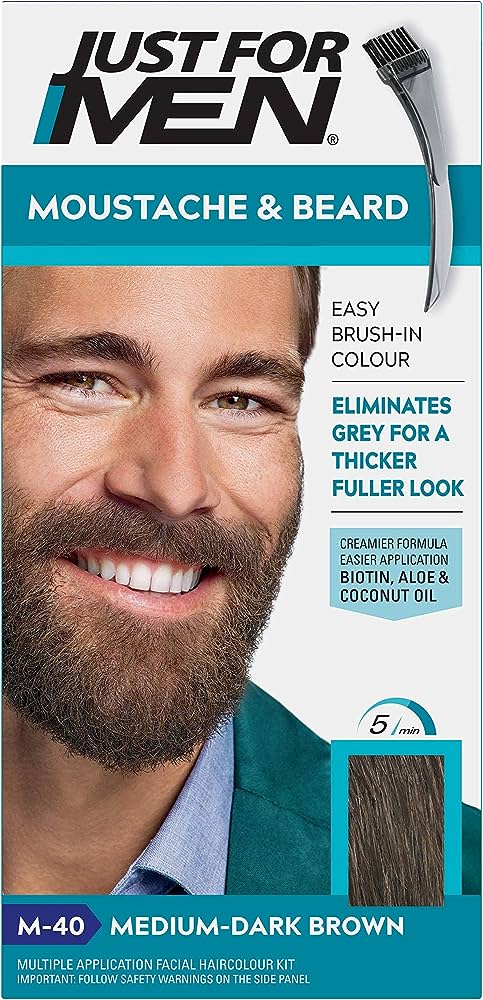 JUST FOR
MEN®
MOUSTACHE & BEARD
EASY
BRUSH-IN
COLOUR
ELIMINATES
GREY FOR A
THICKER
FULLER LOOK
CREAMIER FORMULA
EASIER APPLICATION
BIOTIN, ALOE &
COCONUT OIL
5/min
M-40 MEDIUM-DARK BROWN
MULTIPLE APPLICATION FACIAL HAIRCOLOUR KIT
IMPORTANT: FOLLOW SAFETY WARNINGS ON THE SIDE PANEL